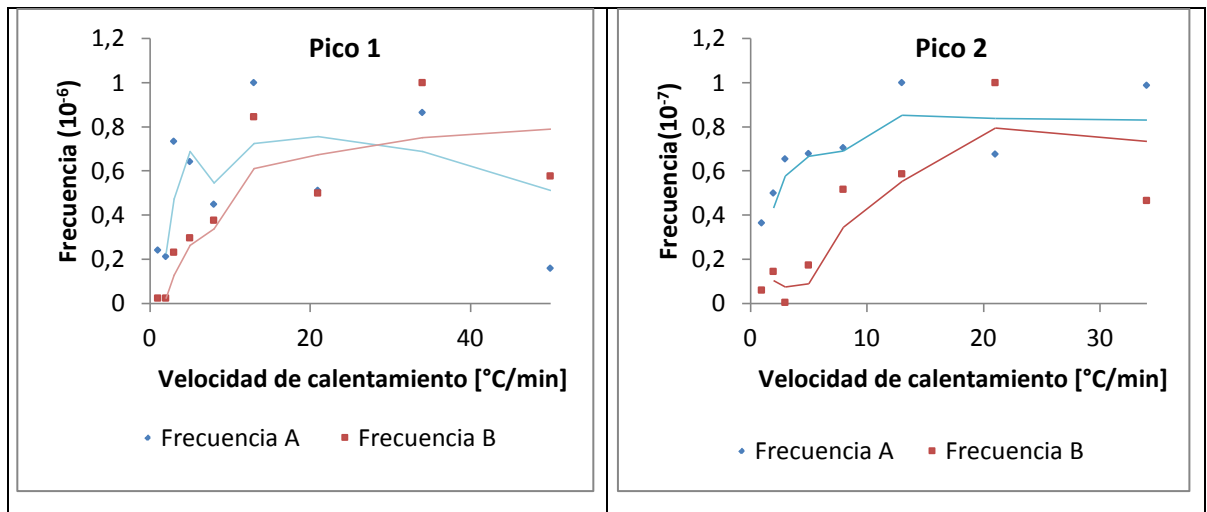 Pico 1
Frecuencia (10⁻⁶)
1,2
1
0,8
0,6
0,4
0,2
0
0 20 40
Velocidad de calentamiento [°C/min]
Frecuencia A Frecuencia B
Pico 2
Frecuencia(10⁻⁷)
1,2
1
0,8
0,6
0,4
0,2
0
0 10 20 30
Velocidad de calentamiento [°C/min]
Frecuencia A Frecuencia B